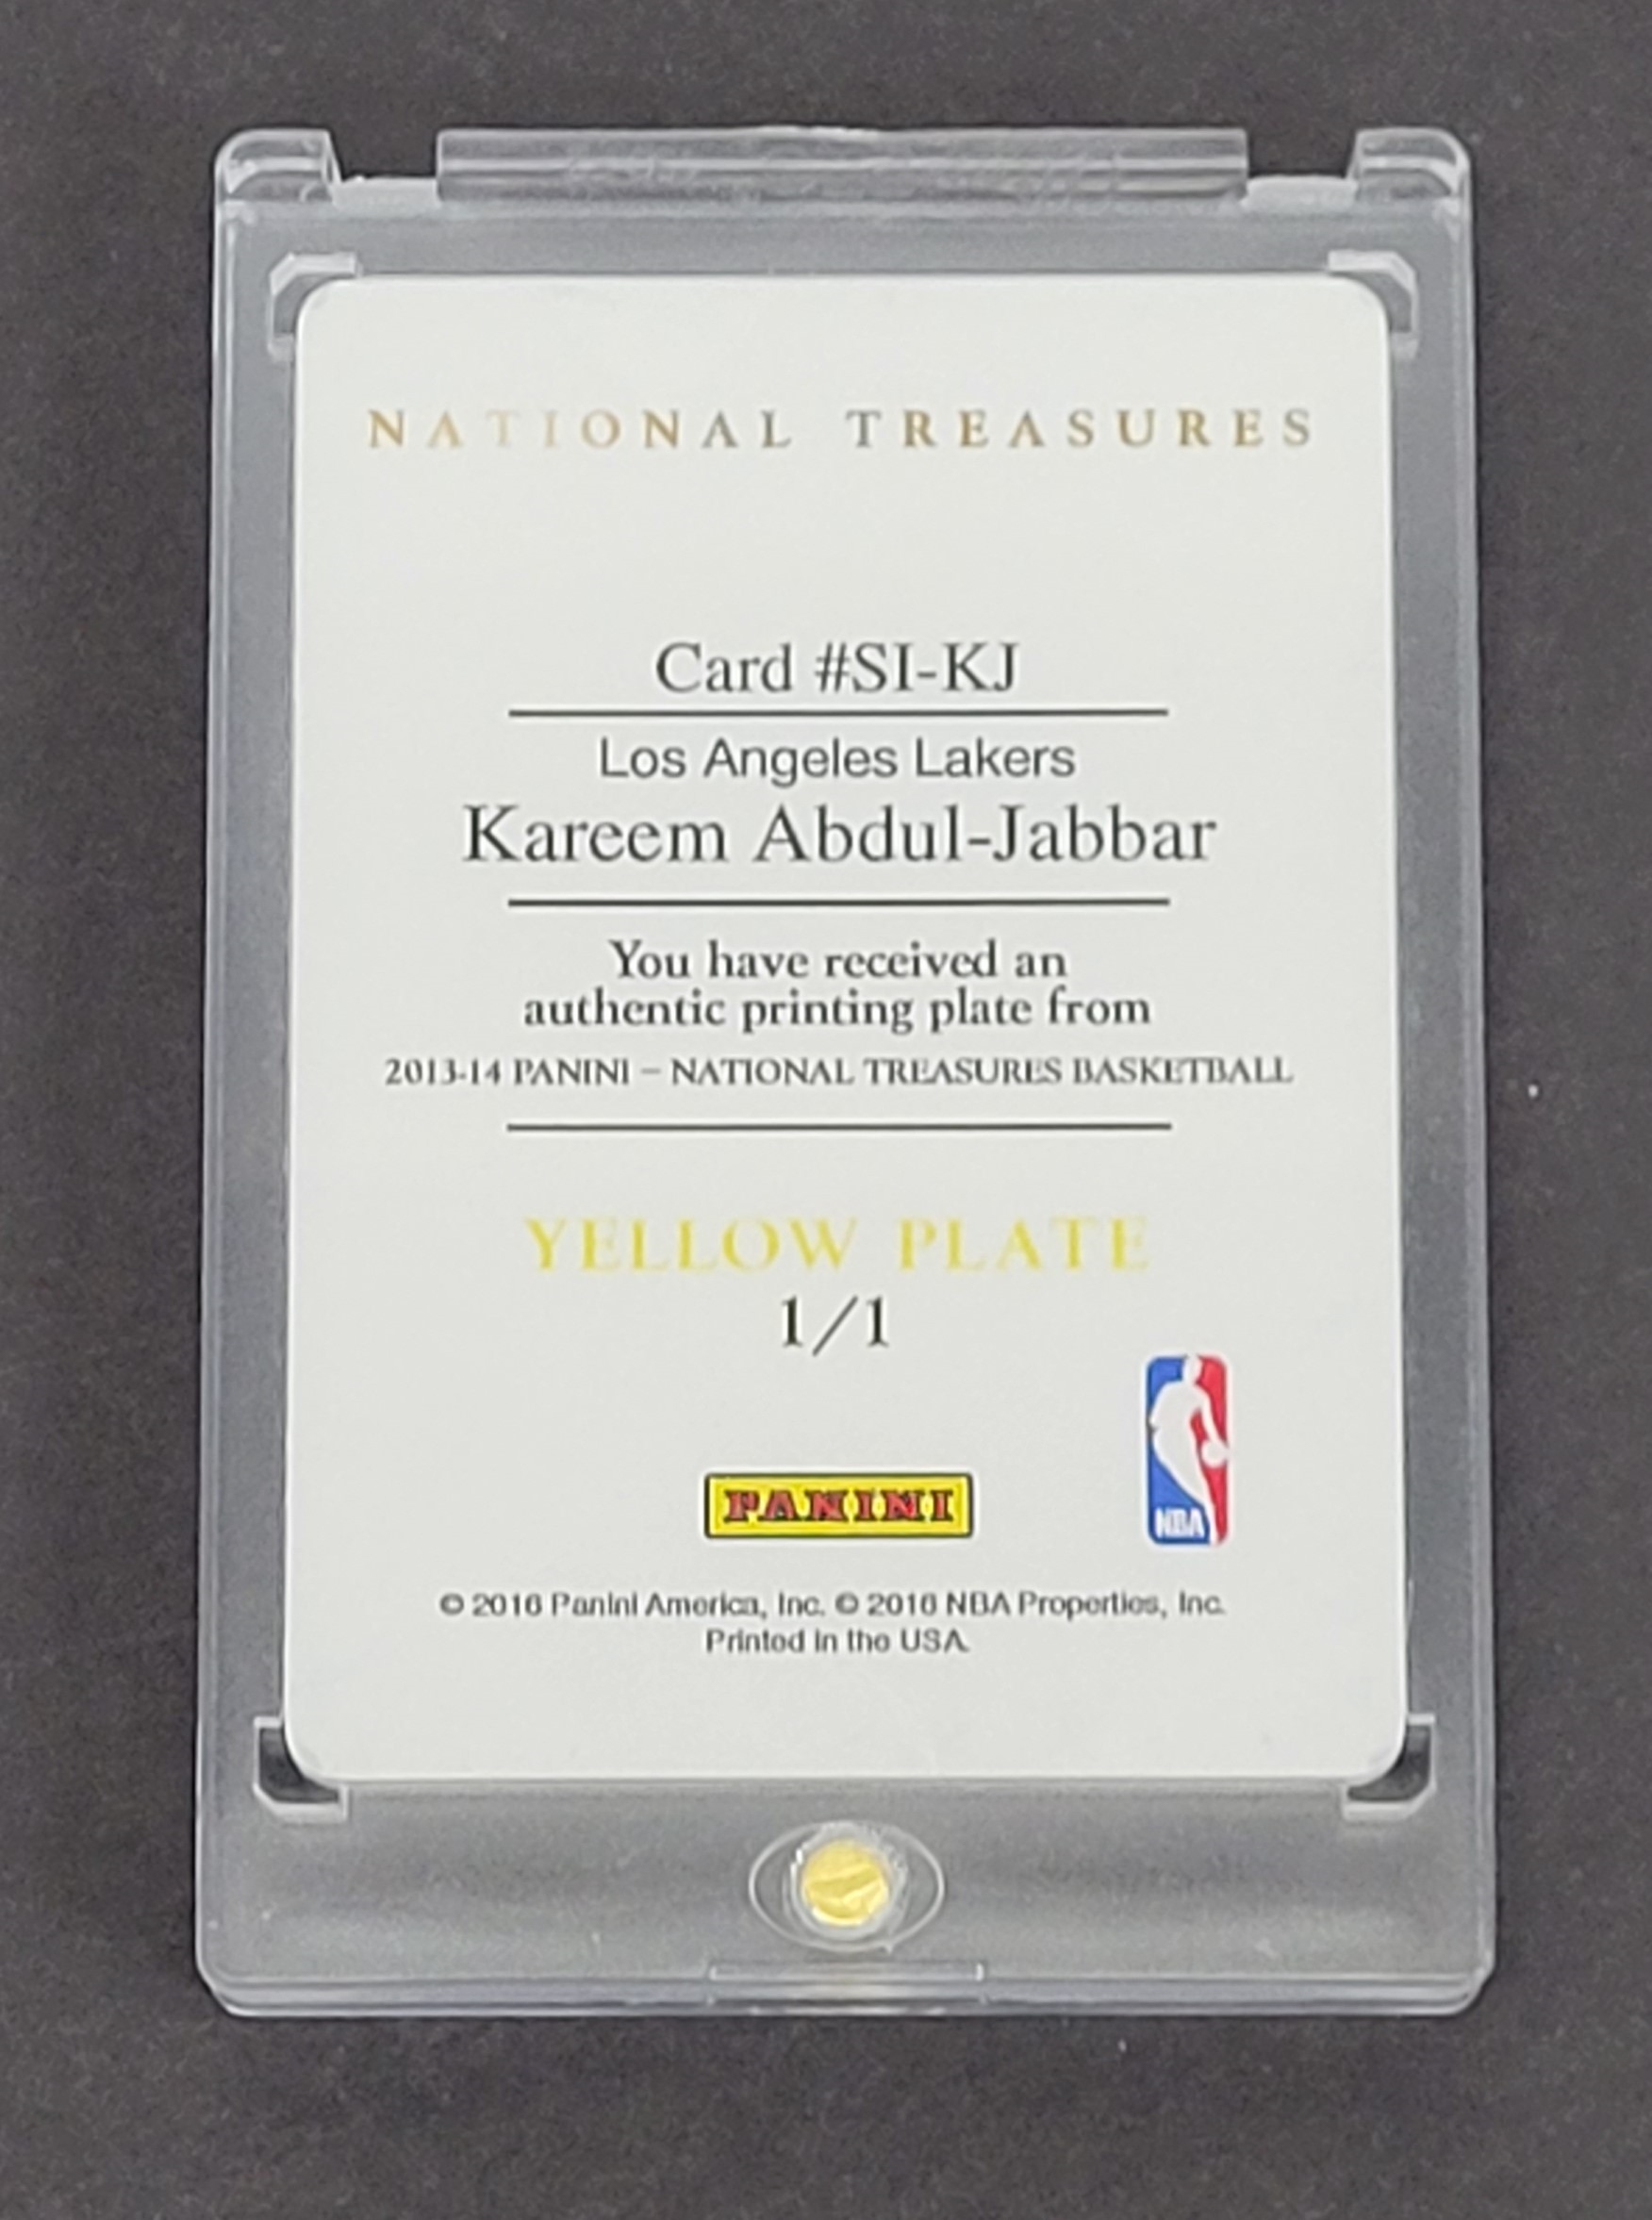 NATIONAL TREASURES
Card #SI-KJ
Los Angeles Lakers
Kareem Abdul-Jabbar
You have received an
authentic printing plate from
2013-14 PANINI – NATIONAL TREASURES BASKETBALL
YELLOW PLATE
1/1
NBA
PANINI
© 2016 Panini America, Inc. © 2016 NBA Properties, Inc.
Printed in the USA.